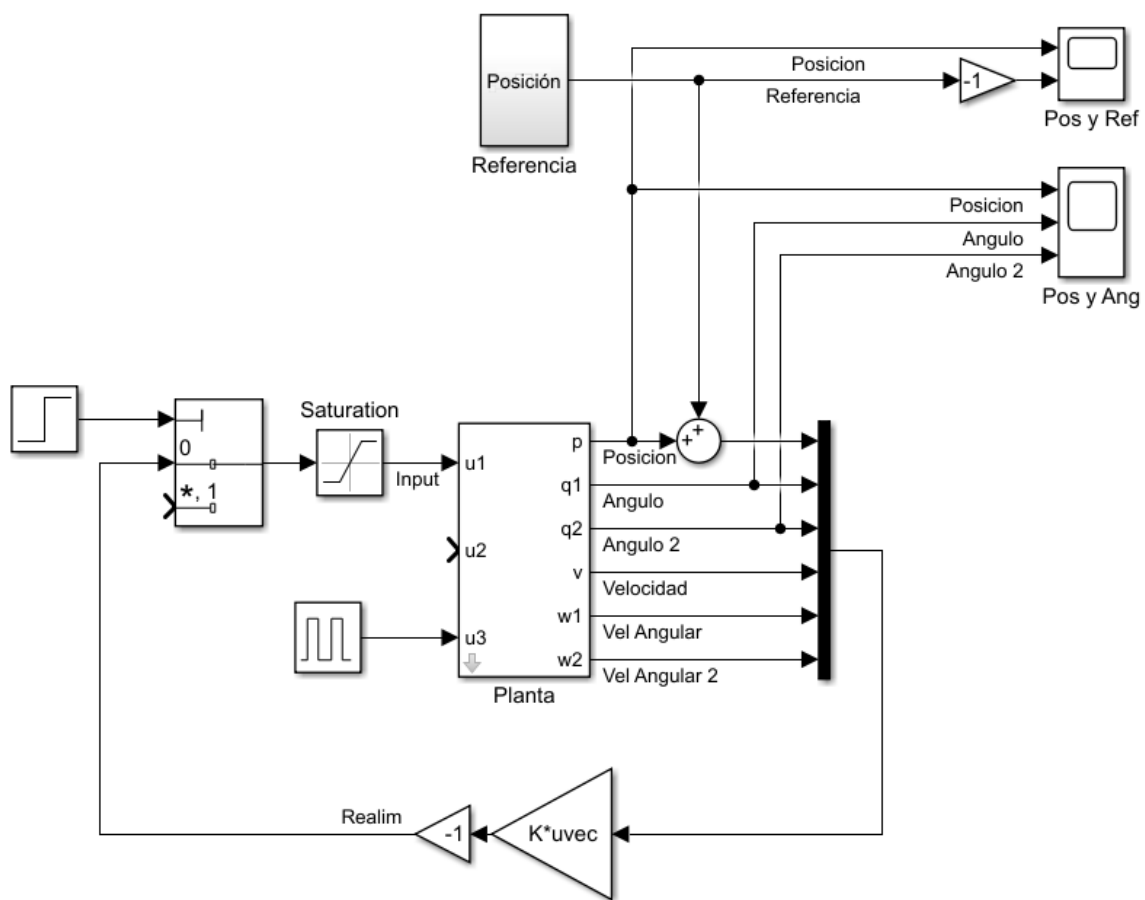 Posición
Referencia
Posicion
Referencia
-1
Pos y Ref
Posicion
Angulo
Angulo 2
Pos y Ang
0
*, 1
Saturation
Input
u1
u2
u3
p
q1
q2
v
w1
w2
Planta
Posicion
Angulo
Angulo 2
Velocidad
Vel Angular
Vel Angular 2
+
+
Realim
-1
K*uvec